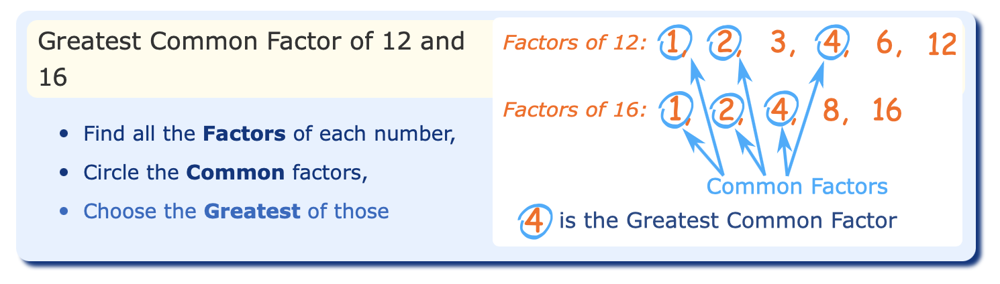 Greatest Common Factor of 12 and
16
• Find all the Factors of each number,
• Circle the Common factors,
• Choose the Greatest of those
Factors of 12: 1, 2, 3, 4, 6, 12
Factors of 16: 1, 2, 4, 8, 16
Common Factors
4 is the Greatest Common Factor